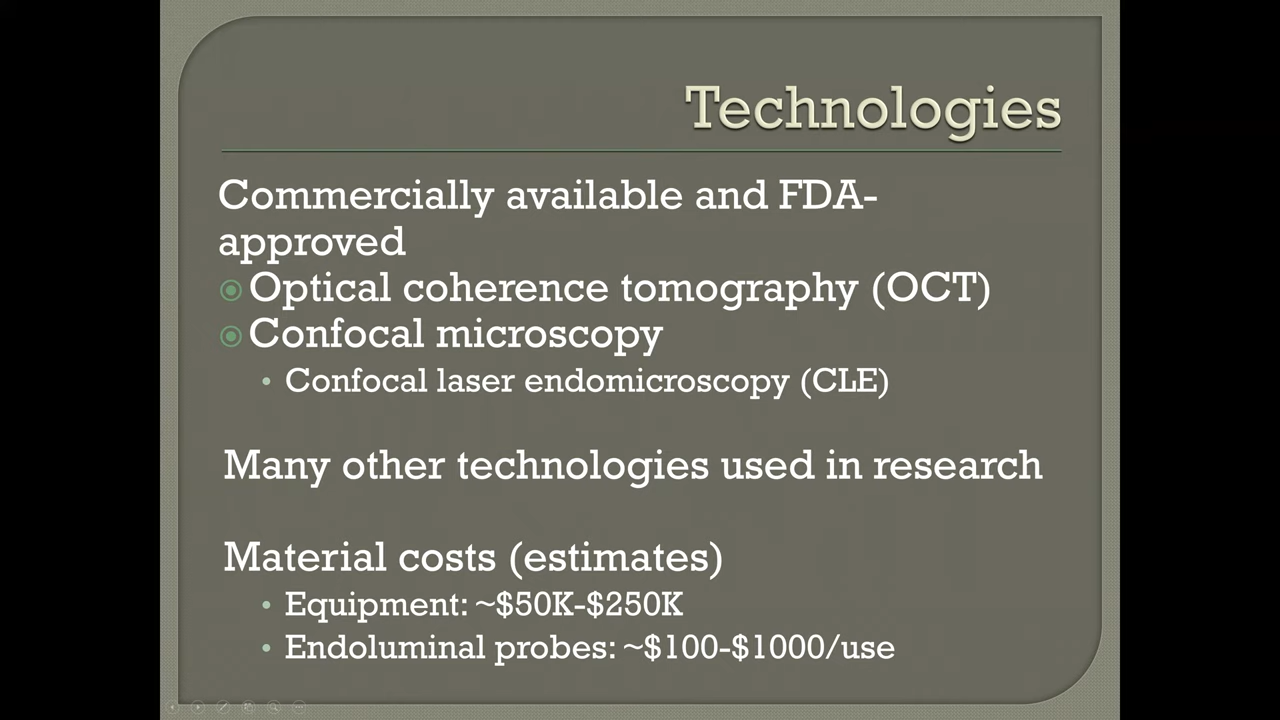 Technologies
Commercially available and FDA-
approved
Optical coherence tomography (OCT)
Confocal microscopy
• Confocal laser endomicroscopy (CLE)
Many other technologies used in research
Material costs (estimates)
• Equipment: ~$50K-$250K
• Endoluminal probes: ~$100-$1000/use